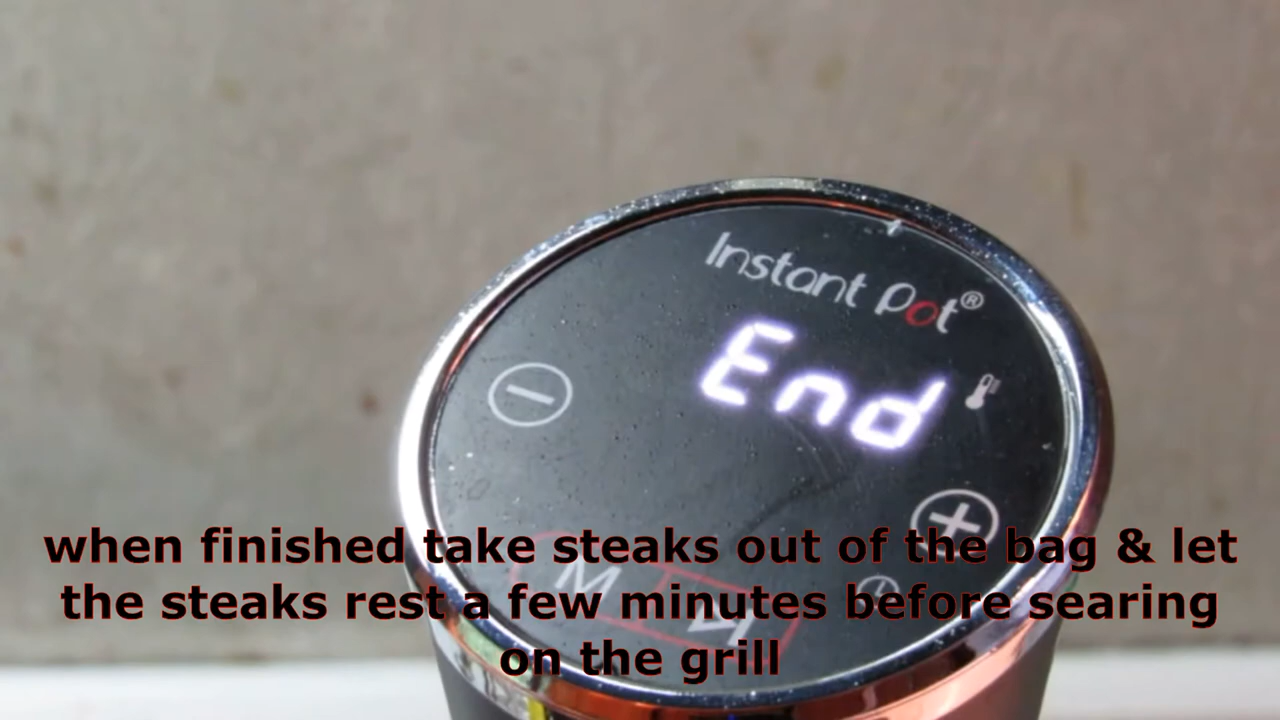 Instant Pot®
End
M
when finished take steaks out of the bag & let
the steaks rest a few minutes before searing
on the grill